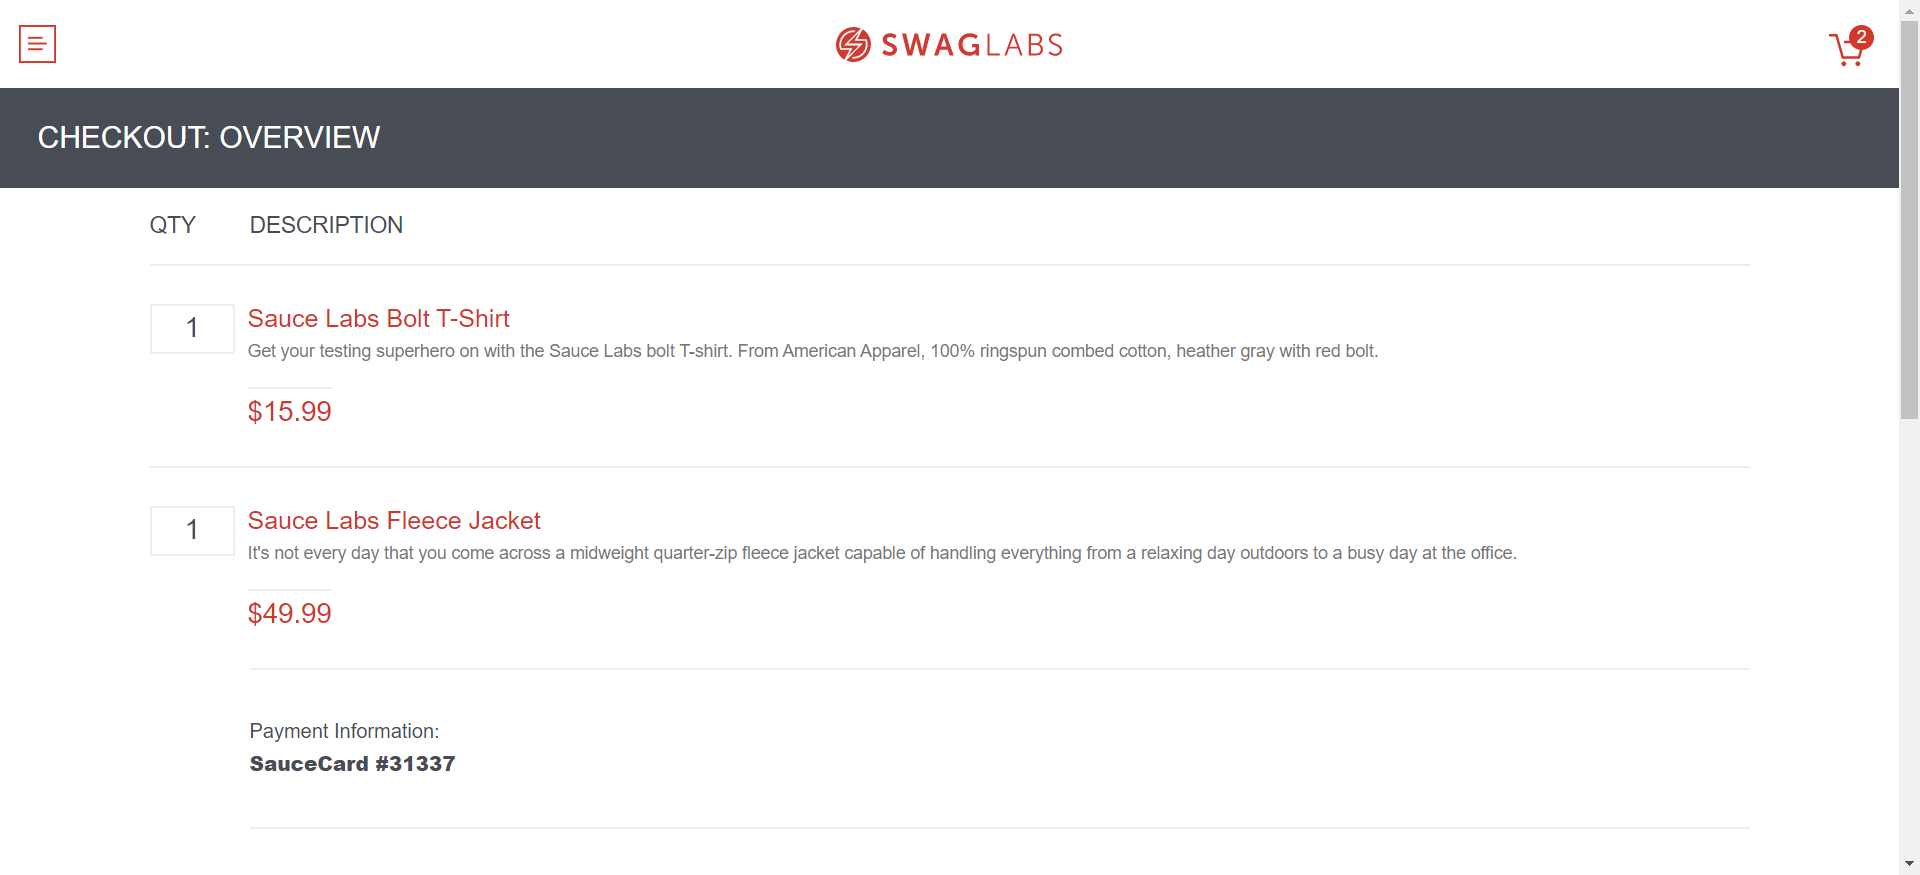 SWAGLABS
2
CHECKOUT: OVERVIEW
QTY DESCRIPTION
1
Sauce Labs Bolt T-Shirt
Get your testing superhero on with the Sauce Labs bolt T-shirt. From American Apparel, 100% ringspun combed cotton, heather gray with red bolt.
$15.99
1
Sauce Labs Fleece Jacket
It's not every day that you come across a midweight quarter-zip fleece jacket capable of handling everything from a relaxing day outdoors to a busy day at the office.
$49.99
Payment Information:
SauceCard #31337